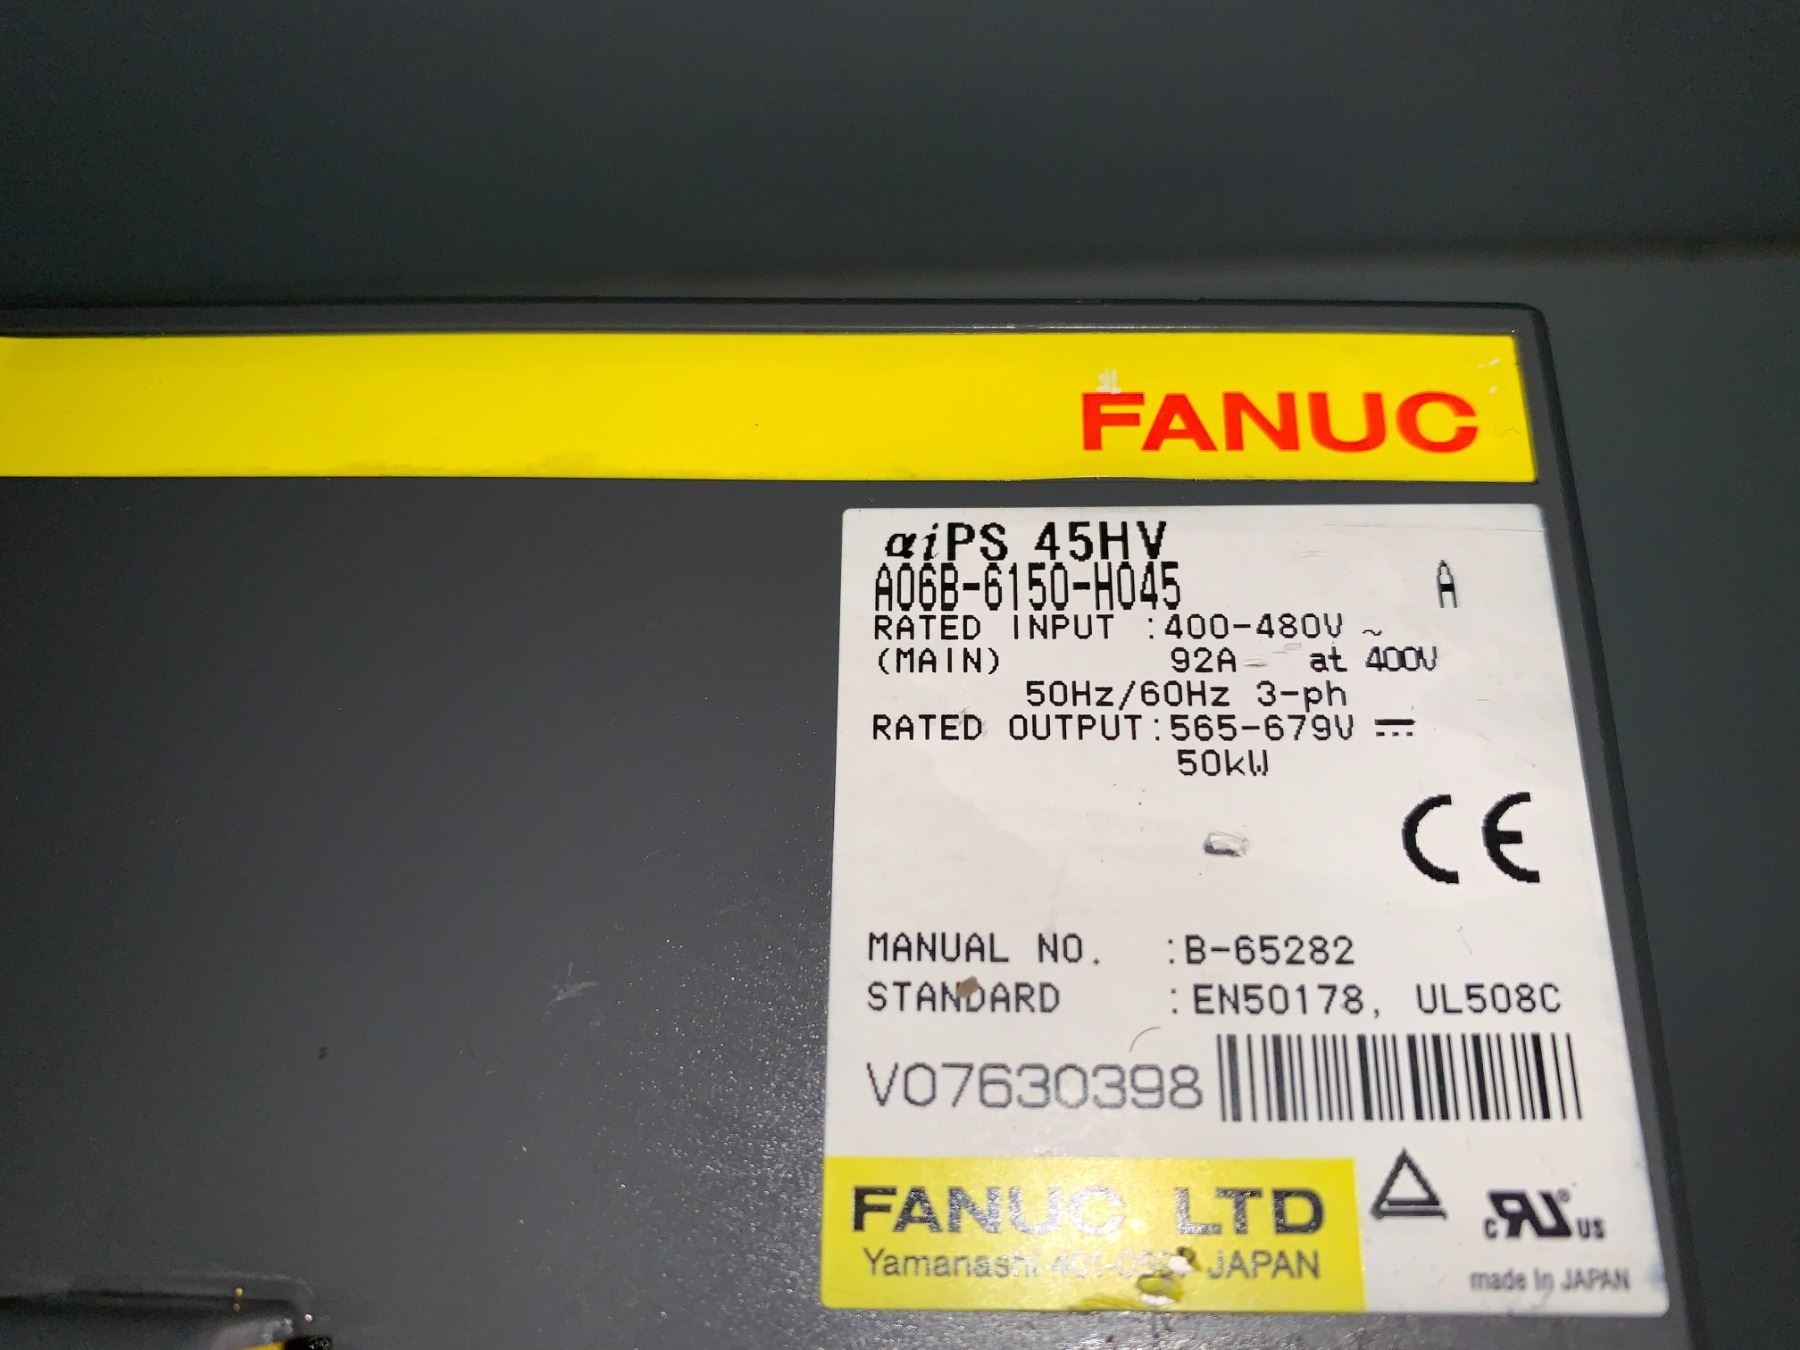 FANUC
αiPS 45HV
A06B-6150-H045 A
RATED INPUT :400-480V ~
(MAIN) 92A at 400V
50Hz/60Hz 3-ph
RATED OUTPUT:565-679V ⎓
50kW
CE
MANUAL NO. :B-65282
STANDARD :EN50178, UL508C
V07630398
FANUC LTD
Yamanashi JAPAN
c RU® US
made in JAPAN